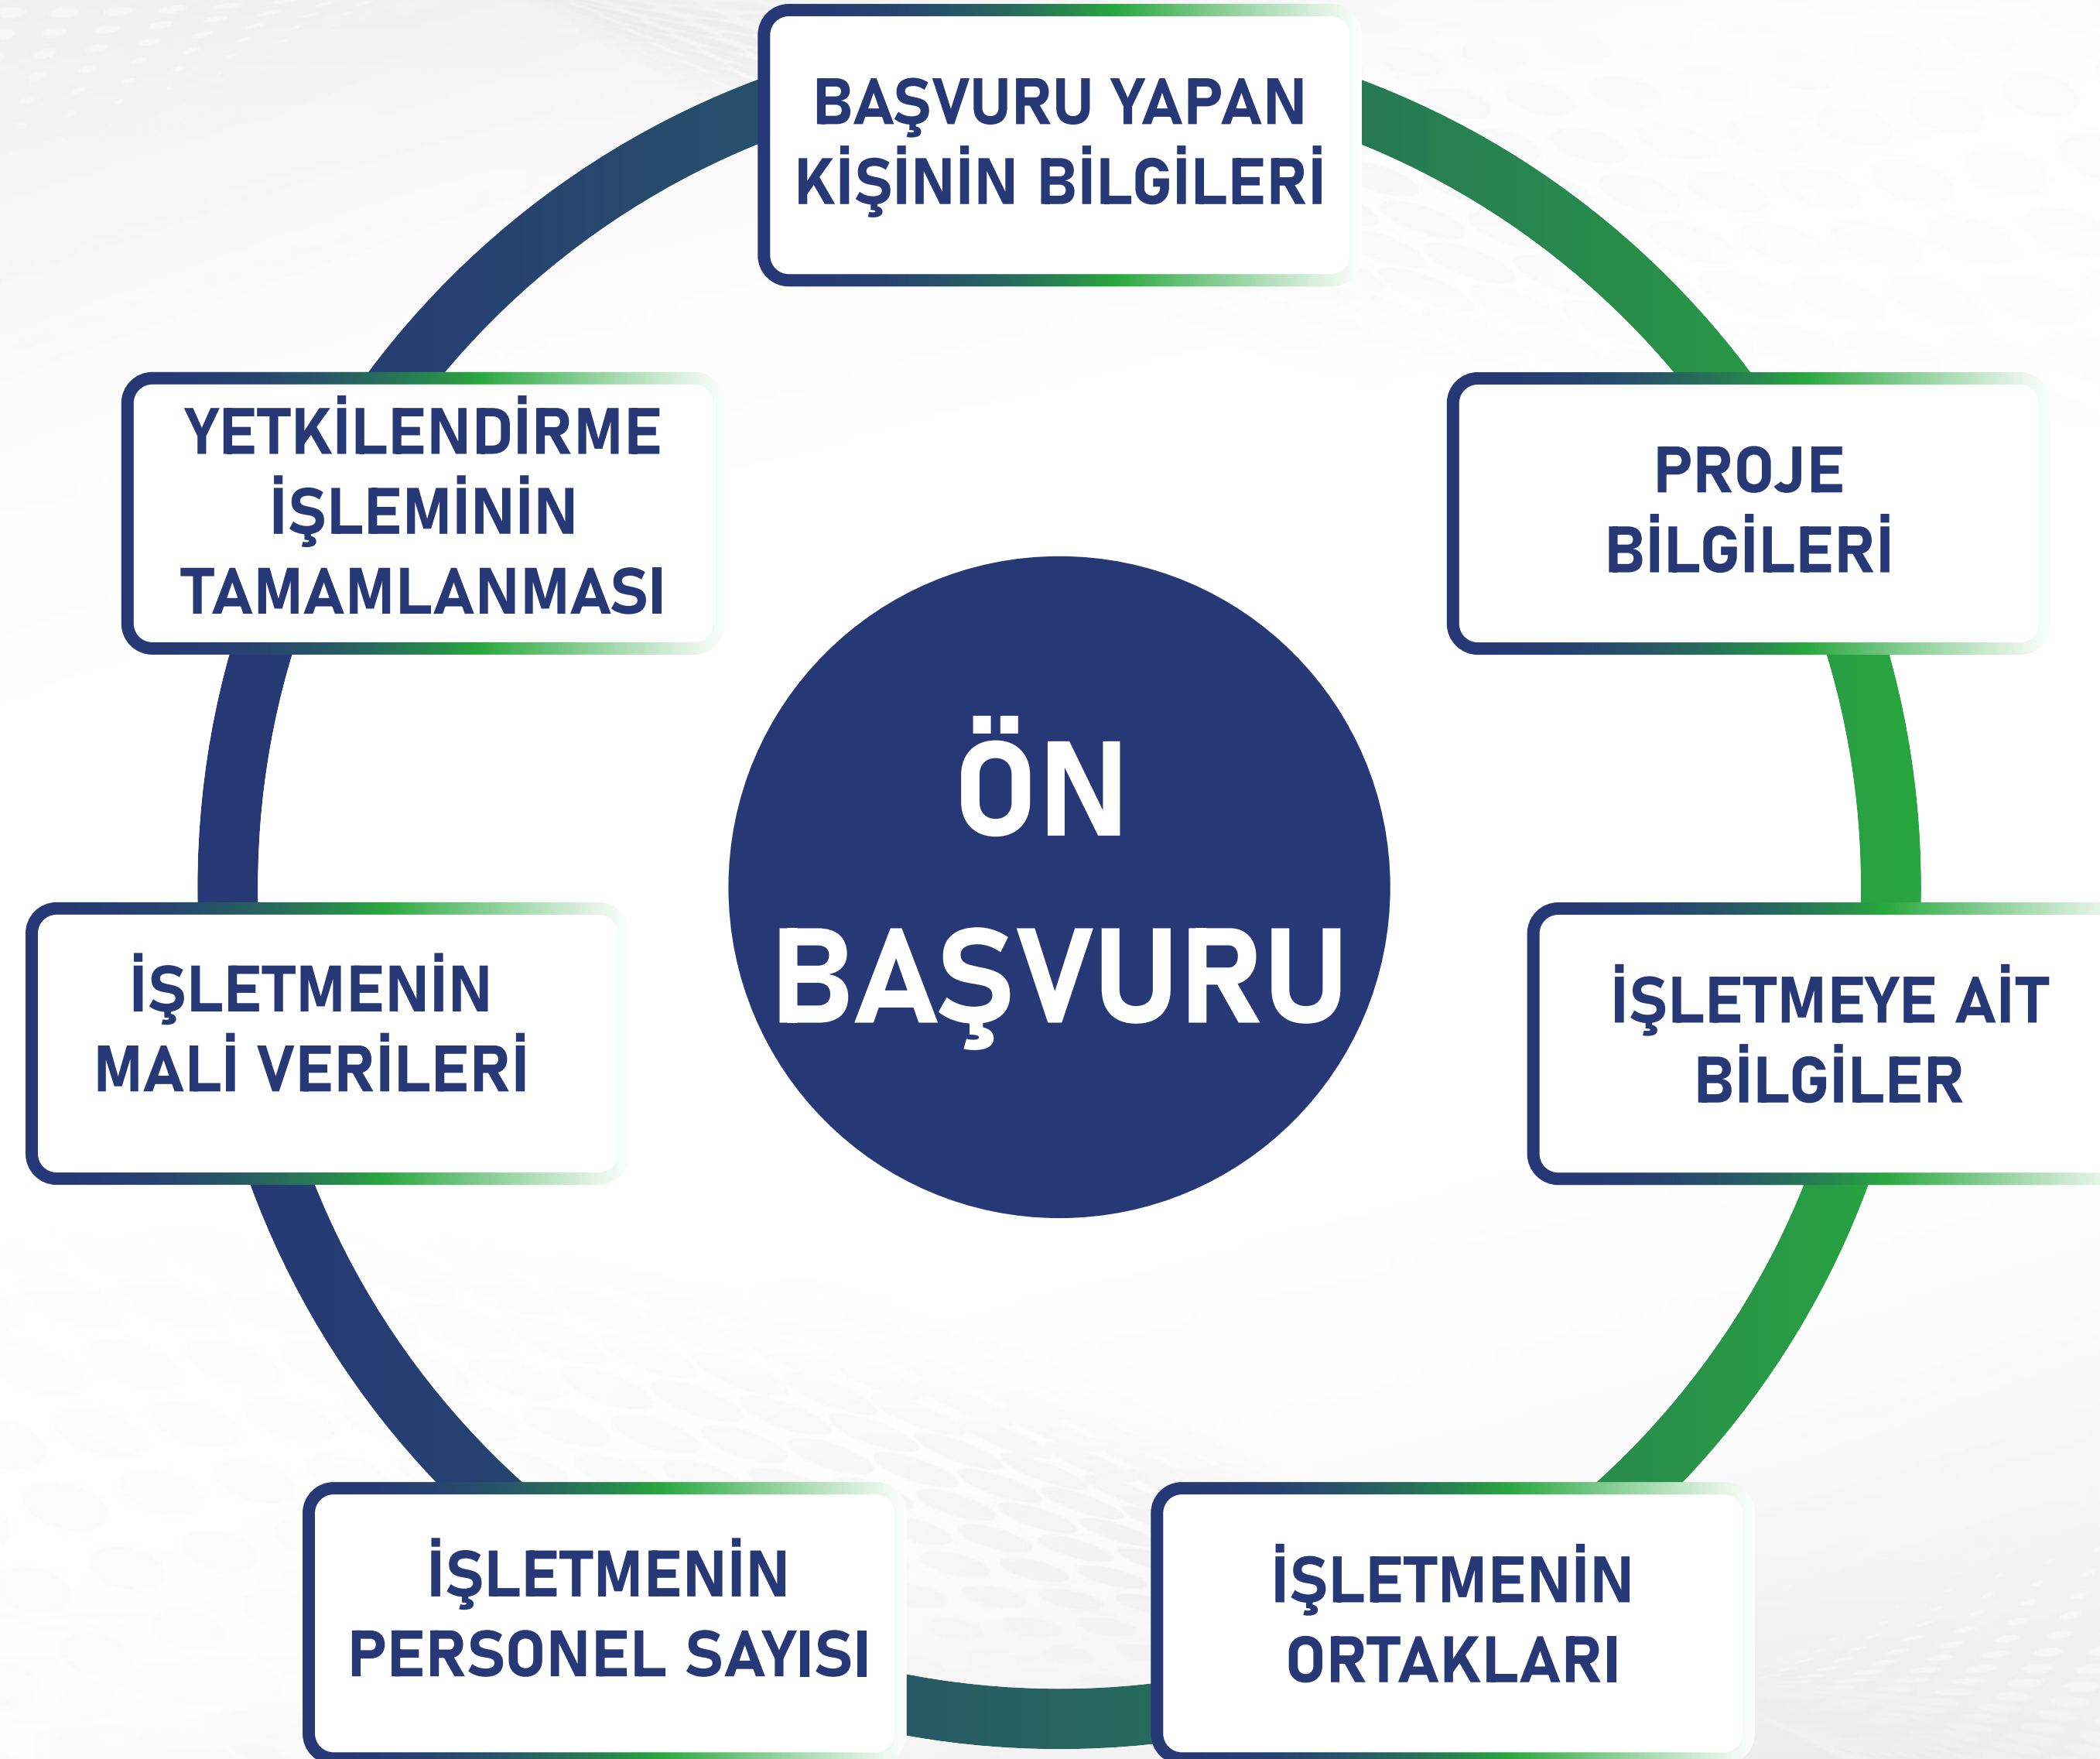 BAŞVURU YAPAN
KİŞİNİN BİLGİLERİ
PROJE
BİLGİLERİ
İŞLETMEYE AİT
BİLGİLER
İŞLETMENİN
ORTAKLARI
İŞLETMENİN
PERSONEL SAYISI
İŞLETMENİN
MALİ VERİLERİ
YETKİLENDİRME
İŞLEMİNİN
TAMAMLANMASI
ÖN
BAŞVURU